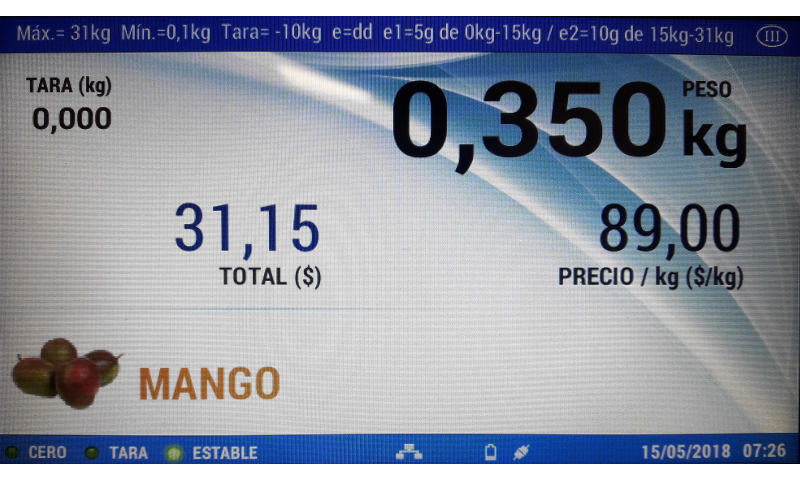 Máx.= 31kg Mín.=0,1kg Tara= -10kg e=dd e1=5g de 0kg-15kg / e2=10g de 15kg-31kg III
TARA (kg)
0,000
PESO
0,350 kg
31,15
TOTAL ($)
89,00
PRECIO / kg ($/kg)
MANGO
CERO TARA ESTABLE 15/05/2018 07:26